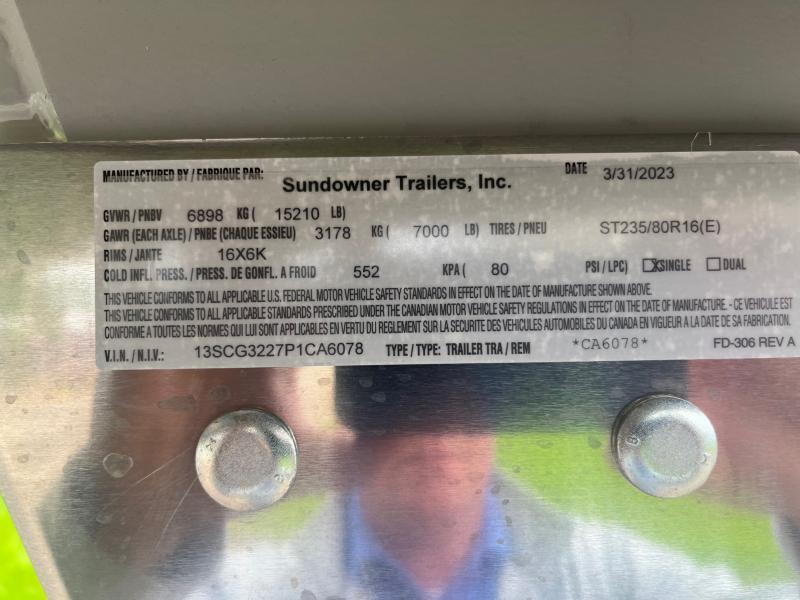 MANUFACTURED BY / FABRIQUE PAR: Sundowner Trailers, Inc. DATE 3/31/2023
GVWR / PNBV 6898 KG ( 15210 LB)
GAWR (EACH AXLE) / PNBE (CHAQUE ESSIEU) 3178 KG ( 7000 LB) TIRES / PNEU ST235/80R16(E)
RIMS / JANTE 16X6K
COLD INFL. PRESS. / PRESS. DE GONFL. A FROID 552 KPA ( 80 PSI / LPC) ☒SINGLE ☐DUAL
THIS VEHICLE CONFORMS TO ALL APPLICABLE U.S. FEDERAL MOTOR VEHICLE SAFETY STANDARDS IN EFFECT ON THE DATE OF MANUFACTURE SHOWN ABOVE.
THIS VEHICLE CONFORMS TO ALL APPLICABLE STANDARDS PRESCRIBED UNDER THE CANADIAN MOTOR VEHICLE SAFETY REGULATIONS IN EFFECT ON THE DATE OF MANUFACTURE. - CE VEHICULE EST
CONFORME A TOUTES LES NORMES QUI LUI SONT APPLICABLES EN VERTU DU REGLEMENT SUR LA SECURITE DES VEHICULES AUTOMOBILES DU CANADA EN VIGUEUR A LA DATE DE SA FABRICATION.
V.I.N. / N.I.V.: 13SCG3227P1CA6078 TYPE / TYPE: TRAILER TRA / REM *CA6078* FD-306 REV A